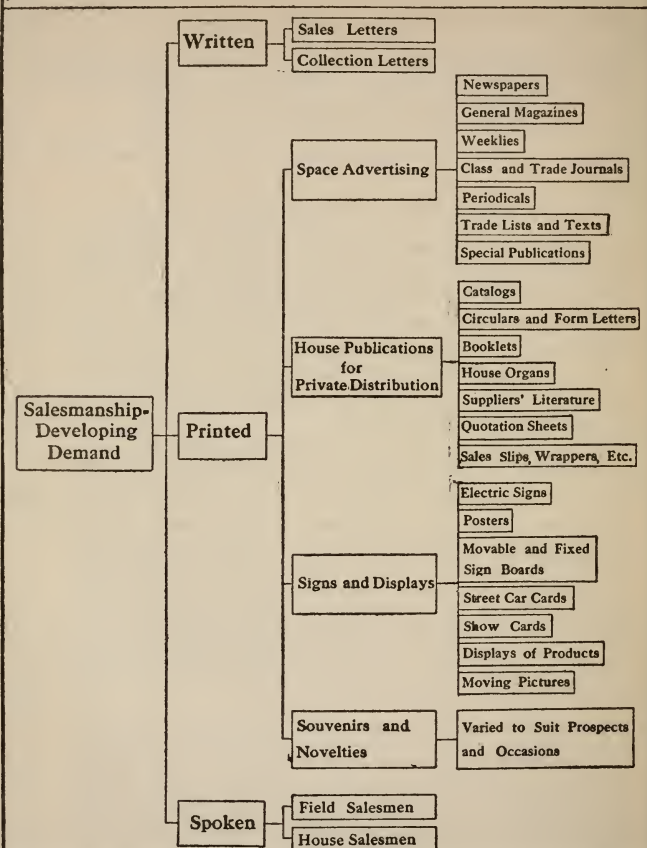 Written
Sales Letters
Collection Letters
Space Advertising
Newspapers
General Magazines
Weeklies
Class and Trade Journals
Periodicals
Trade Lists and Texts
Special Publications
House Publications
for
Private Distribution
Catalogs
Circulars and Form Letters
Booklets
House Organs
Suppliers' Literature
Quotation Sheets
Sales Slips, Wrappers, Etc.
Salesmanship-
Developing
Demand
Printed
Signs and Displays
Electric Signs
Posters
Movable and Fixed
Sign Boards
Street Car Cards
Show Cards
Displays of Products
Moving Pictures
Souvenirs and
Novelties
Varied to Suit Prospects
and Occasions
Spoken
Field Salesmen
House Salesmen